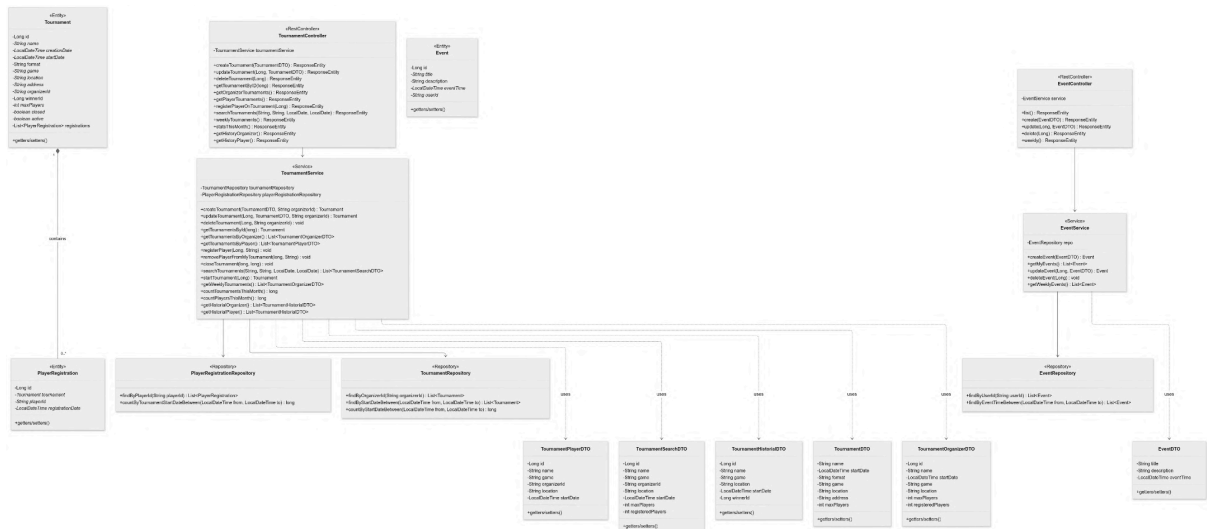 «Entity»
Tournament
-Long id
-String name
-LocalDateTime creationDate
-LocalDateTime startDate
-String format
-String game
-String location
-String address
-String organizerId
-Long winnerId
-int maxPlayers
-boolean closed
-boolean active
-List<PlayerRegistration> registrations
+getters/setters()
contains
0..*
«Entity»
PlayerRegistration
-Long id
-Tournament tournament
-String playerId
-LocalDateTime registrationDate
+getters/setters()
«RestController»
TournamentController
-TournamentService tournamentService
+createTournament(TournamentDTO) : ResponseEntity
+updateTournament(Long, TournamentDTO) : ResponseEntity
+deleteTournament(Long) : ResponseEntity
+getTournamentById(long) : ResponseEntity
+getOrganizerTournaments() : ResponseEntity
+getPlayerTournaments() : ResponseEntity
+registerPlayerOnTournament(Long) : ResponseEntity
+searchTournaments(String, String, LocalDate, LocalDate) : ResponseEntity
+weeklyTournaments() : ResponseEntity
+statsThisMonth() : ResponseEntity
+getHistoryOrganizer() : ResponseEntity
+getHistoryPlayer() : ResponseEntity
«Service»
TournamentService
-TournamentRepository tournamentRepository
-PlayerRegistrationRepository playerRegistrationRepository
+createTournament(TournamentDTO, String organizerId) : Tournament
+updateTournament(Long, TournamentDTO, String organizerId) : Tournament
+deleteTournament(Long, String organizerId) : void
+getTournamentsById(long) : Tournament
+getTournamentsByOrganizer() : List<TournamentOrganizerDTO>
+getTournamentsByPlayer() : List<TournamentPlayerDTO>
+registerPlayer(Long, String) : void
+removePlayerFromMyTournament(long, String) : void
+closeTournament(long, long) : void
+searchTournaments(String, String, LocalDate, LocalDate) : List<TournamentSearchDTO>
+startTournament(Long) : Tournament
+getWeeklyTournaments() : List<TournamentOrganizerDTO>
+countTournamentsThisMonth() : long
+countPlayersThisMonth() : long
+getHistorialOrganizer() : List<TournamentHistorialDTO>
+getHistorialPlayer() : List<TournamentHistorialDTO>
«Entity»
Event
-Long id
-String title
-String description
-LocalDateTime eventTime
-String userId
+getters/setters()
«RestController»
EventController
-EventService service
+list() : ResponseEntity
+create(EventDTO) : ResponseEntity
+update(Long, EventDTO) : ResponseEntity
+delete(Long) : ResponseEntity
+weekly() : ResponseEntity
«Service»
EventService
-EventRepository repo
+createEvent(EventDTO) : Event
+getMyEvents() : List<Event>
+updateEvent(Long, EventDTO) : Event
+deleteEvent(Long) : void
+getWeeklyEvents() : List<Event>
«Repository»
PlayerRegistrationRepository
+findByPlayerId(String playerId) : List<PlayerRegistration>
+countByTournamentStartDateBetween(LocalDateTime from, LocalDateTime to) : long
«Repository»
TournamentRepository
+findByOrganizerId(String organizerId) : List<Tournament>
+findByStartDateBetween(LocalDateTime from, LocalDateTime to) : List<Tournament>
+countByStartDateBetween(LocalDateTime from, LocalDateTime to) : long
«Repository»
EventRepository
+findByUserId(String userId) : List<Event>
+findByEventTimeBetween(LocalDateTime from, LocalDateTime to) : List<Event>
uses
uses
uses
uses
uses
uses
TournamentPlayerDTO
-Long id
-String name
-String game
-String organizerId
-String location
-LocalDateTime startDate
+getters/setters()
TournamentSearchDTO
-Long id
-String name
-String game
-String organizerId
-String location
-LocalDateTime startDate
-int maxPlayers
-int registeredPlayers
+getters/setters()
TournamentHistorialDTO
-Long id
-String name
-String game
-String location
-LocalDateTime startDate
-Long winnerId
+getters/setters()
TournamentDTO
-String name
-LocalDateTime startDate
-String format
-String game
-String location
-String address
-int maxPlayers
+getters/setters()
TournamentOrganizerDTO
-Long id
-String name
-LocalDateTime startDate
-String game
-String location
-int maxPlayers
-int registeredPlayers
+getters/setters()
EventDTO
-String title
-String description
-LocalDateTime eventTime
+getters/setters()